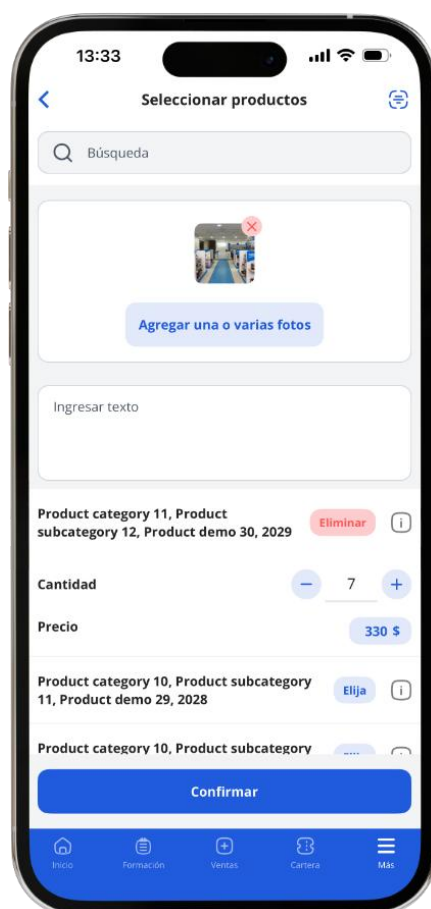 13:33
Seleccionar productos
Búsqueda
Agregar una o varias fotos
Ingresar texto
Product category 11, Product
subcategory 12, Product demo 30, 2029
Eliminar
Cantidad
7
Precio
330 $
Product category 10, Product subcategory
11, Product demo 29, 2028
Elija
Product category 10, Product subcategory
Confirmar
Inicio
Formación
Ventas
Cartera
Más